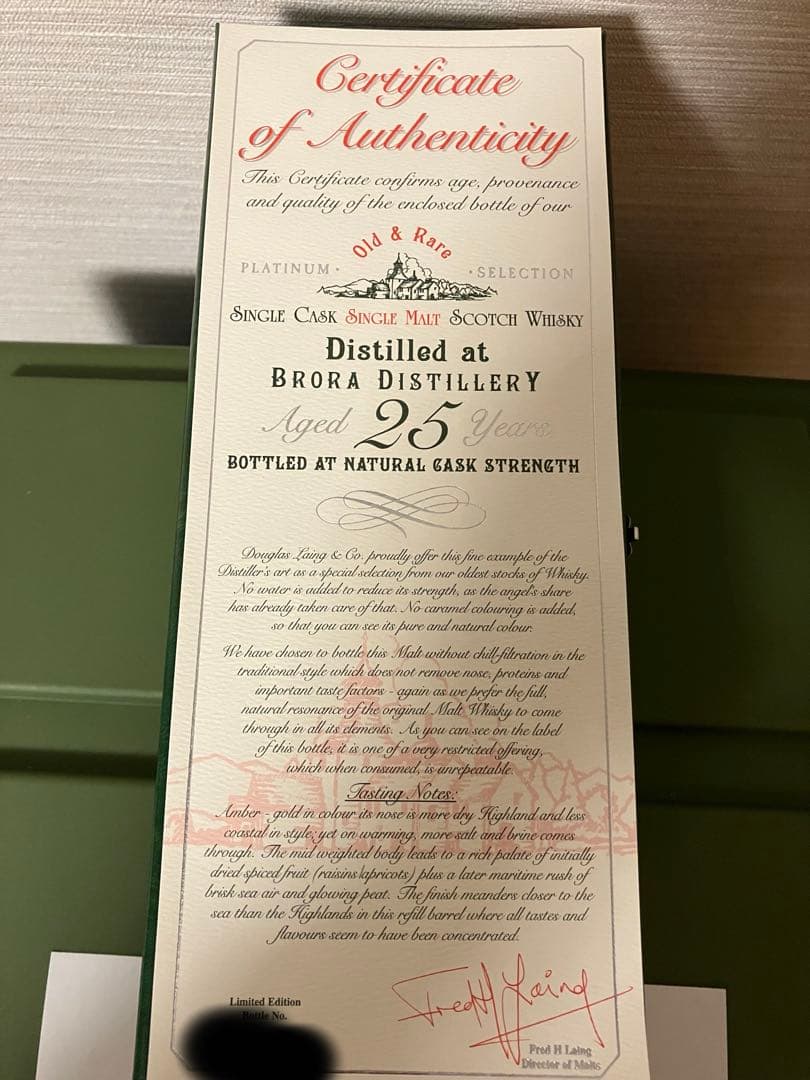 Certificate
of Authenticity
This Certificate confirms age, provenance
and quality of the enclosed bottle of our
Old & Rare
PLATINUM · · SELECTION
SINGLE CASK SINGLE MALT SCOTCH WHISKY
Distilled at
BRORA DISTILLERY
Aged 25 Years
BOTTLED AT NATURAL CASK STRENGTH
Douglas Laing & Co. proudly offer this fine example of the
Distiller's art as a special selection from our oldest stocks of Whisky.
No water is added to reduce its strength, as the angel's share
has already taken care of that. No caramel colouring is added,
so that you can see its pure and natural colour.
We have chosen to bottle this Malt without chill-filtration in the
traditional style which does not remove nose, proteins and
important taste factors - again as we prefer the full,
natural resonance of the original Malt Whisky to come
through in all its elements. As you can see on the label
of this bottle, it is one of a very restricted offering,
which when consumed, is unrepeatable.
Tasting Notes:
Amber - gold in colour its nose is more dry Highland and less
coastal in style; yet on warming, more salt and brine comes
through. The mid weighted body leads to a rich palate of initially
dried spiced fruit (raisins/apricots) plus a later maritime rush of
brisk sea air and glowing peat. The finish meanders closer to the
sea than the Highlands in this refill barrel where all tastes and
flavours seem to have been concentrated.
Fred H Laing
Limited Edition
Bottle No.
Fred H Laing
Director of Malts